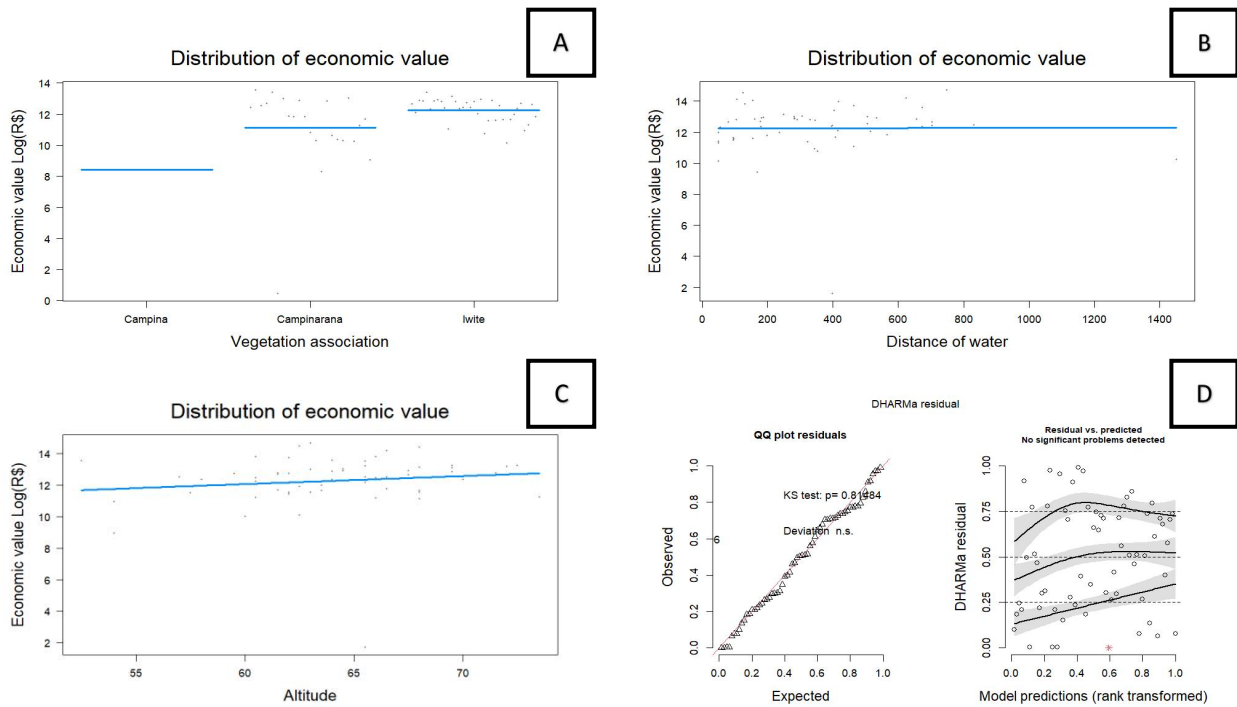 A
Distribution of economic value
Economic value Log(R$)
14
12
10
8
6
4
2
0
Campina Campinarana Iwite
Vegetation association
B
Distribution of economic value
Economic value Log(R$)
14
12
10
8
6
4
2
0 200 400 600 800 1000 1200 1400
Distance of water
C
Distribution of economic value
Economic value Log(R$)
14
12
10
8
6
4
2
55 60 65 70
Altitude
D
DHARMa residual
QQ plot residuals
KS test: p= 0.81484
Deviation n.s.
6
Observed
1.0
0.8
0.6
0.4
0.2
0.0
0.0 0.2 0.4 0.6 0.8 1.0
Expected
Residual vs. predicted
No significant problems detected
DHARMa residual
1.00
0.75
0.50
0.25
0.00
0.0 0.2 0.4 0.6 0.8 1.0
Model predictions (rank transformed)